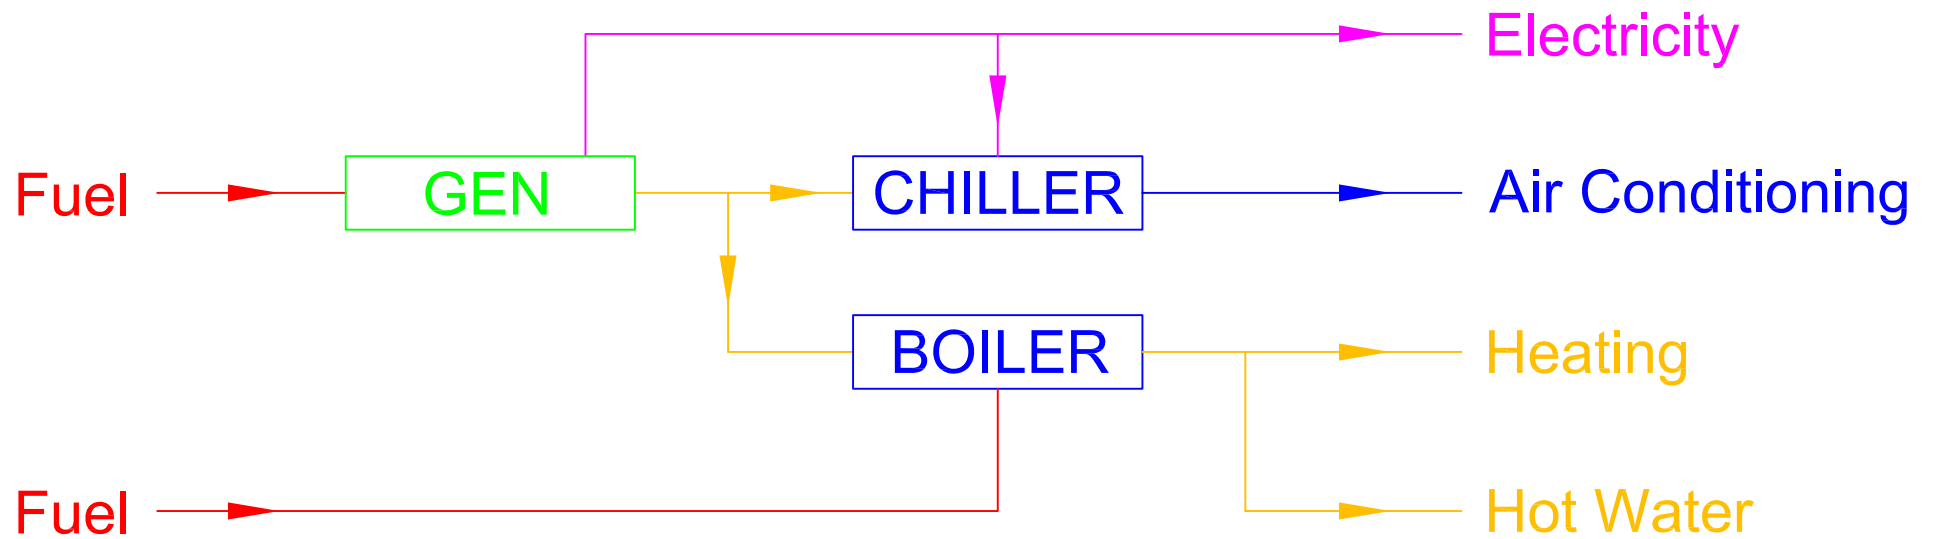 Electricity
Fuel
GEN
CHILLER
Air Conditioning
BOILER
Heating
Fuel
Hot Water